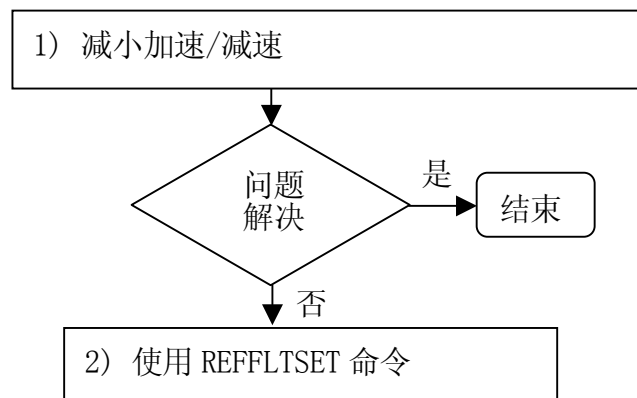 1) 减小加速/减速
问题
解决
是
结束
否
2) 使用 REFFLTSET 命令